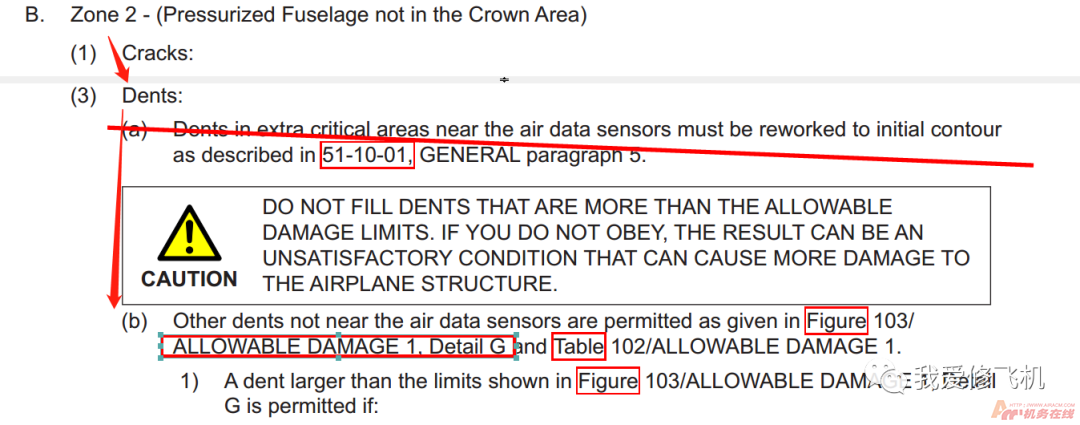 B. Zone 2 - (Pressurized Fuselage not in the Crown Area)
(1) Cracks:
(3) Dents:
(a) Dents in extra critical areas near the air data sensors must be reworked to initial contour
as described in 51-10-01, GENERAL paragraph 5.
DO NOT FILL DENTS THAT ARE MORE THAN THE ALLOWABLE
DAMAGE LIMITS. IF YOU DO NOT OBEY, THE RESULT CAN BE AN
UNSATISFACTORY CONDITION THAT CAN CAUSE MORE DAMAGE TO
THE AIRPLANE STRUCTURE.
CAUTION
(b) Other dents not near the air data sensors are permitted as given in Figure 103/
ALLOWABLE DAMAGE 1, Detail G and Table 102/ALLOWABLE DAMAGE 1.
1) A dent larger than the limits shown in Figure 103/ALLOWABLE DAMAGE 1, Detail
G is permitted if:
我爱修飞机
机务在线